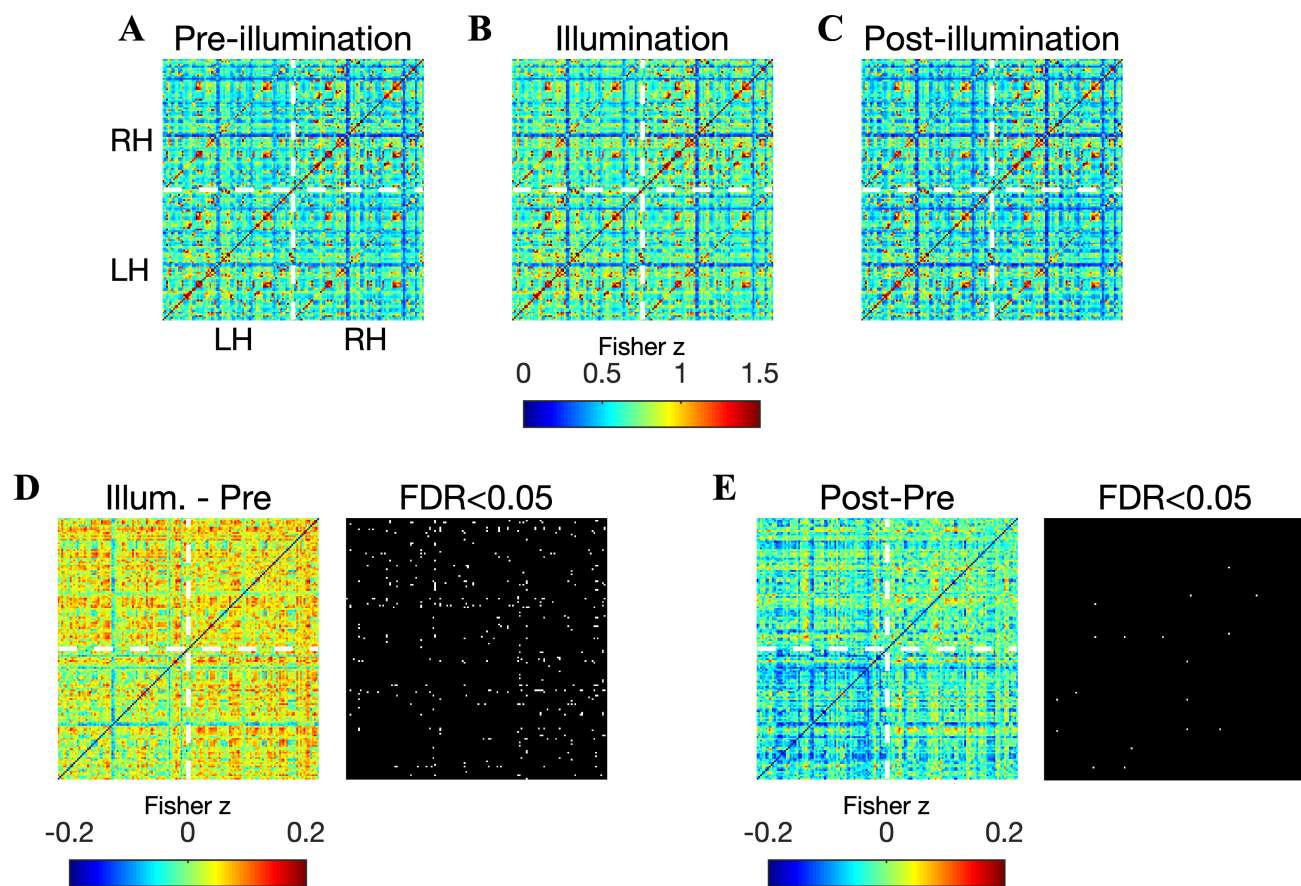 A Pre-illumination
B Illumination
C Post-illumination
RH
LH
LH RH
Fisher z
0 0.5 1 1.5
D Illum. - Pre FDR<0.05
E Post-Pre FDR<0.05
Fisher z
-0.2 0 0.2
Fisher z
-0.2 0 0.2